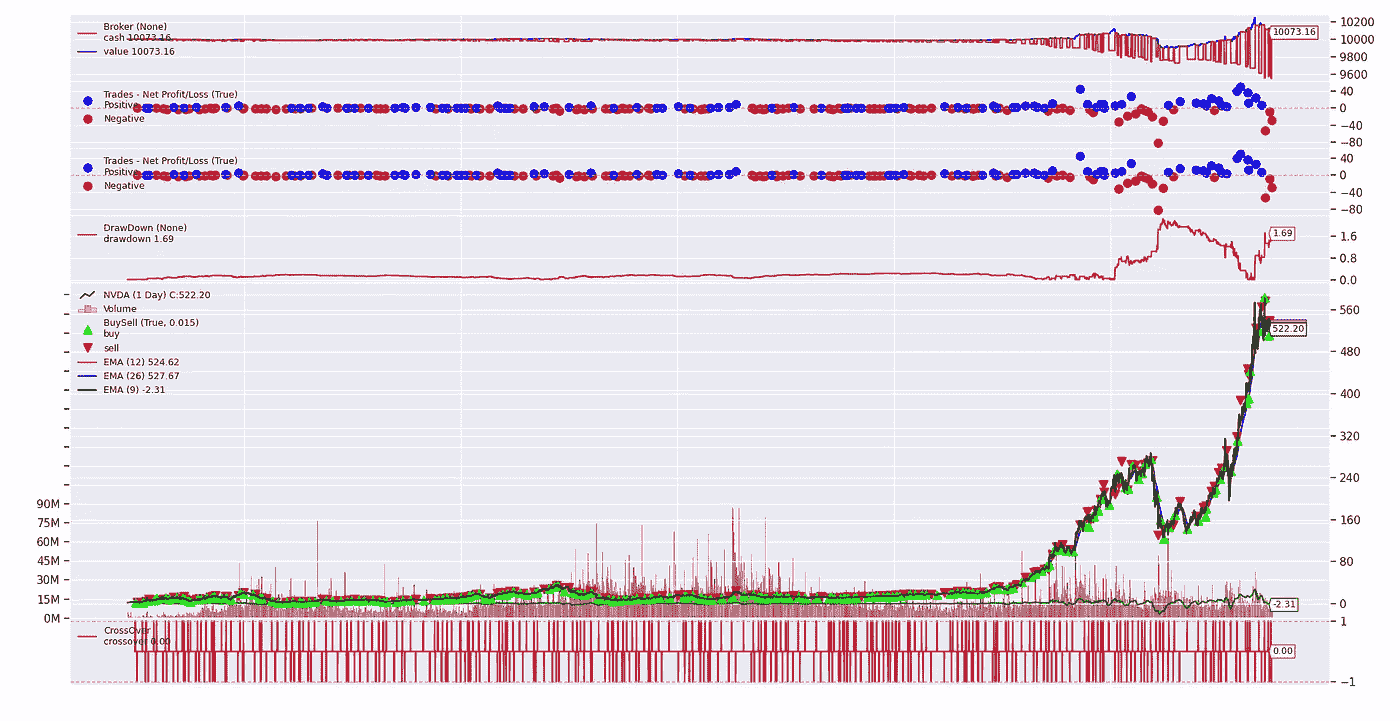 Broker (None)
cash 10073.16
value 10073.16
10200
10073.16
10000
9800
9600
Trades - Net Profit/Loss (True)
Positive
Negative
40
0
−40
−80
Trades - Net Profit/Loss (True)
Positive
Negative
40
0
−40
−80
DrawDown (None)
drawdown 1.69
1.69
1.6
0.8
0.0
NVDA (1 Day) C:522.20
Volume
BuySell (True, 0.015)
buy
sell
EMA (12) 524.62
EMA (26) 527.67
EMA (9) -2.31
560
522.20
480
400
320
240
160
80
0
-2.31
90M
75M
60M
45M
30M
15M
0M
CrossOver
crossover 0.00
1
0.00
−1